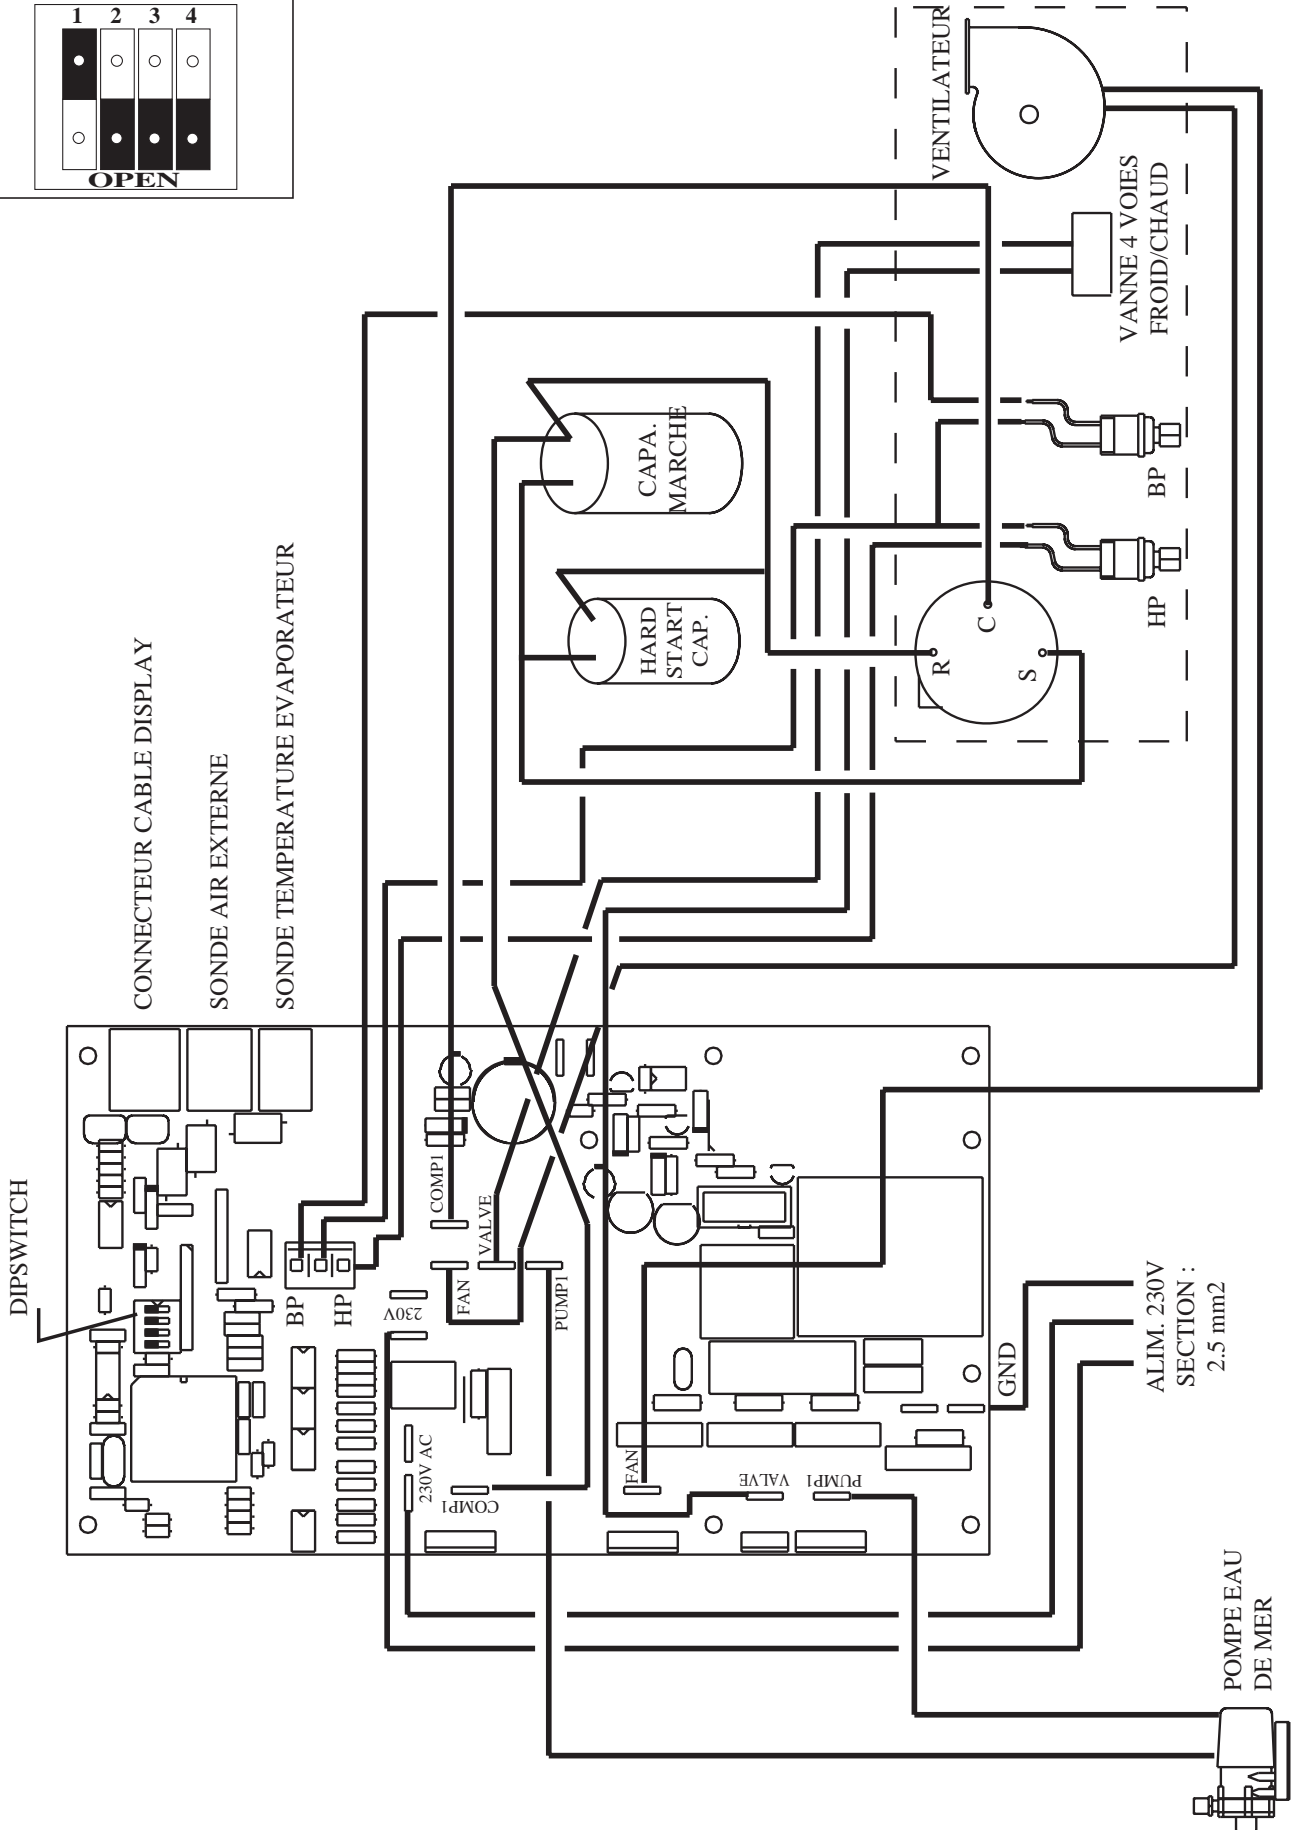 1 2 3 4
OPEN
VENTILATEUR
VANNE 4 VOIES
FROID/CHAUD
CAPA.
MARCHE
HARD
START
CAP.
BP
HP
C
R
S
CONNECTEUR CABLE DISPLAY
SONDE AIR EXTERNE
SONDE TEMPERATURE EVAPORATEUR
DIPSWITCH
BP
HP
COMP1
VALVE
FAN
PUMP1
230V
230V AC
COMP1
FAN
VALVE
PUMP1
GND
ALIM. 230V
SECTION :
2.5 mm2
POMPE EAU
DE MER